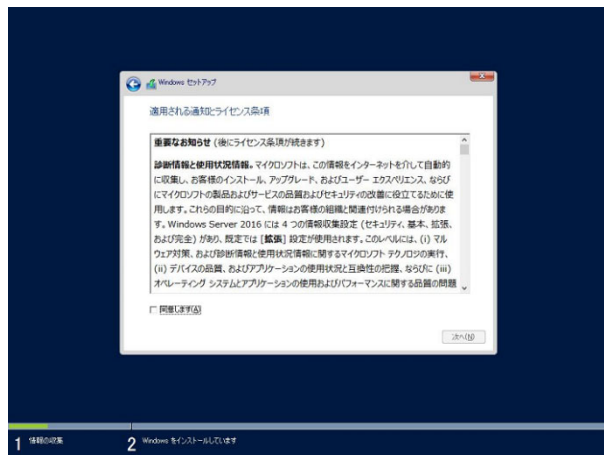 Windows セットアップ
適用される通知とライセンス条項
重要なお知らせ (後にライセンス条項が続きます)
診断情報と使用状況情報。マイクロソフトは、この情報をインターネットを介して自動的
に収集し、お客様のインストール、アップグレード、およびユーザー エクスペリエンス、ならび
にマイクロソフトの製品およびサービスの品質およびセキュリティの改善に役立てるために使
用します。これらの目的に沿って、情報はお客様の組織と関連付けられる場合がありま
す。Windows Server 2016 には 4 つの情報収集設定 (セキュリティ、基本、拡張、
および完全) があり、既定では [拡張] 設定が使用されます。このレベルには、(i) マル
ウェア対策、および診断情報と使用状況情報に関するマイクロソフト テクノロジの実行、
(ii) デバイスの品質、およびアプリケーションの使用状況と互換性の把握、ならびに (iii)
オペレーティング システムとアプリケーションの使用およびパフォーマンスに関する品質の問題
同意します(A)
次へ(N)
1 情報の収集
2 Windows をインストールしています